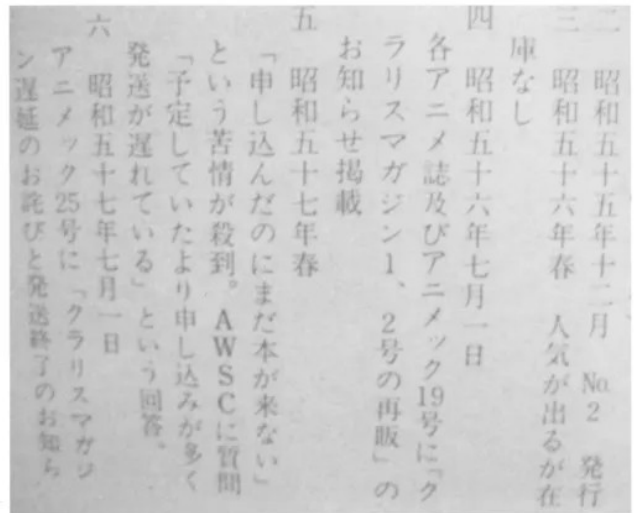 二　昭和五十五年十二月　No.2　発行
三　昭和五十六年春　人気が出るが在
庫なし
四　昭和五十六年七月一日
各アニメ誌及びアニメック19号に「ク
ラリスマガジン1、2号の再販」の
お知らせ掲載
五　昭和五十七年春
「申し込んだのにまだ本が来ない」
という苦情が殺到。AWSCに質問
「予定していたより申し込みが多く
発送が遅れている」という回答。
六　昭和五十七年七月一日
アニメック25号に「クラリスマガジ
ン遅延のお詫びと発送終了のお知ら